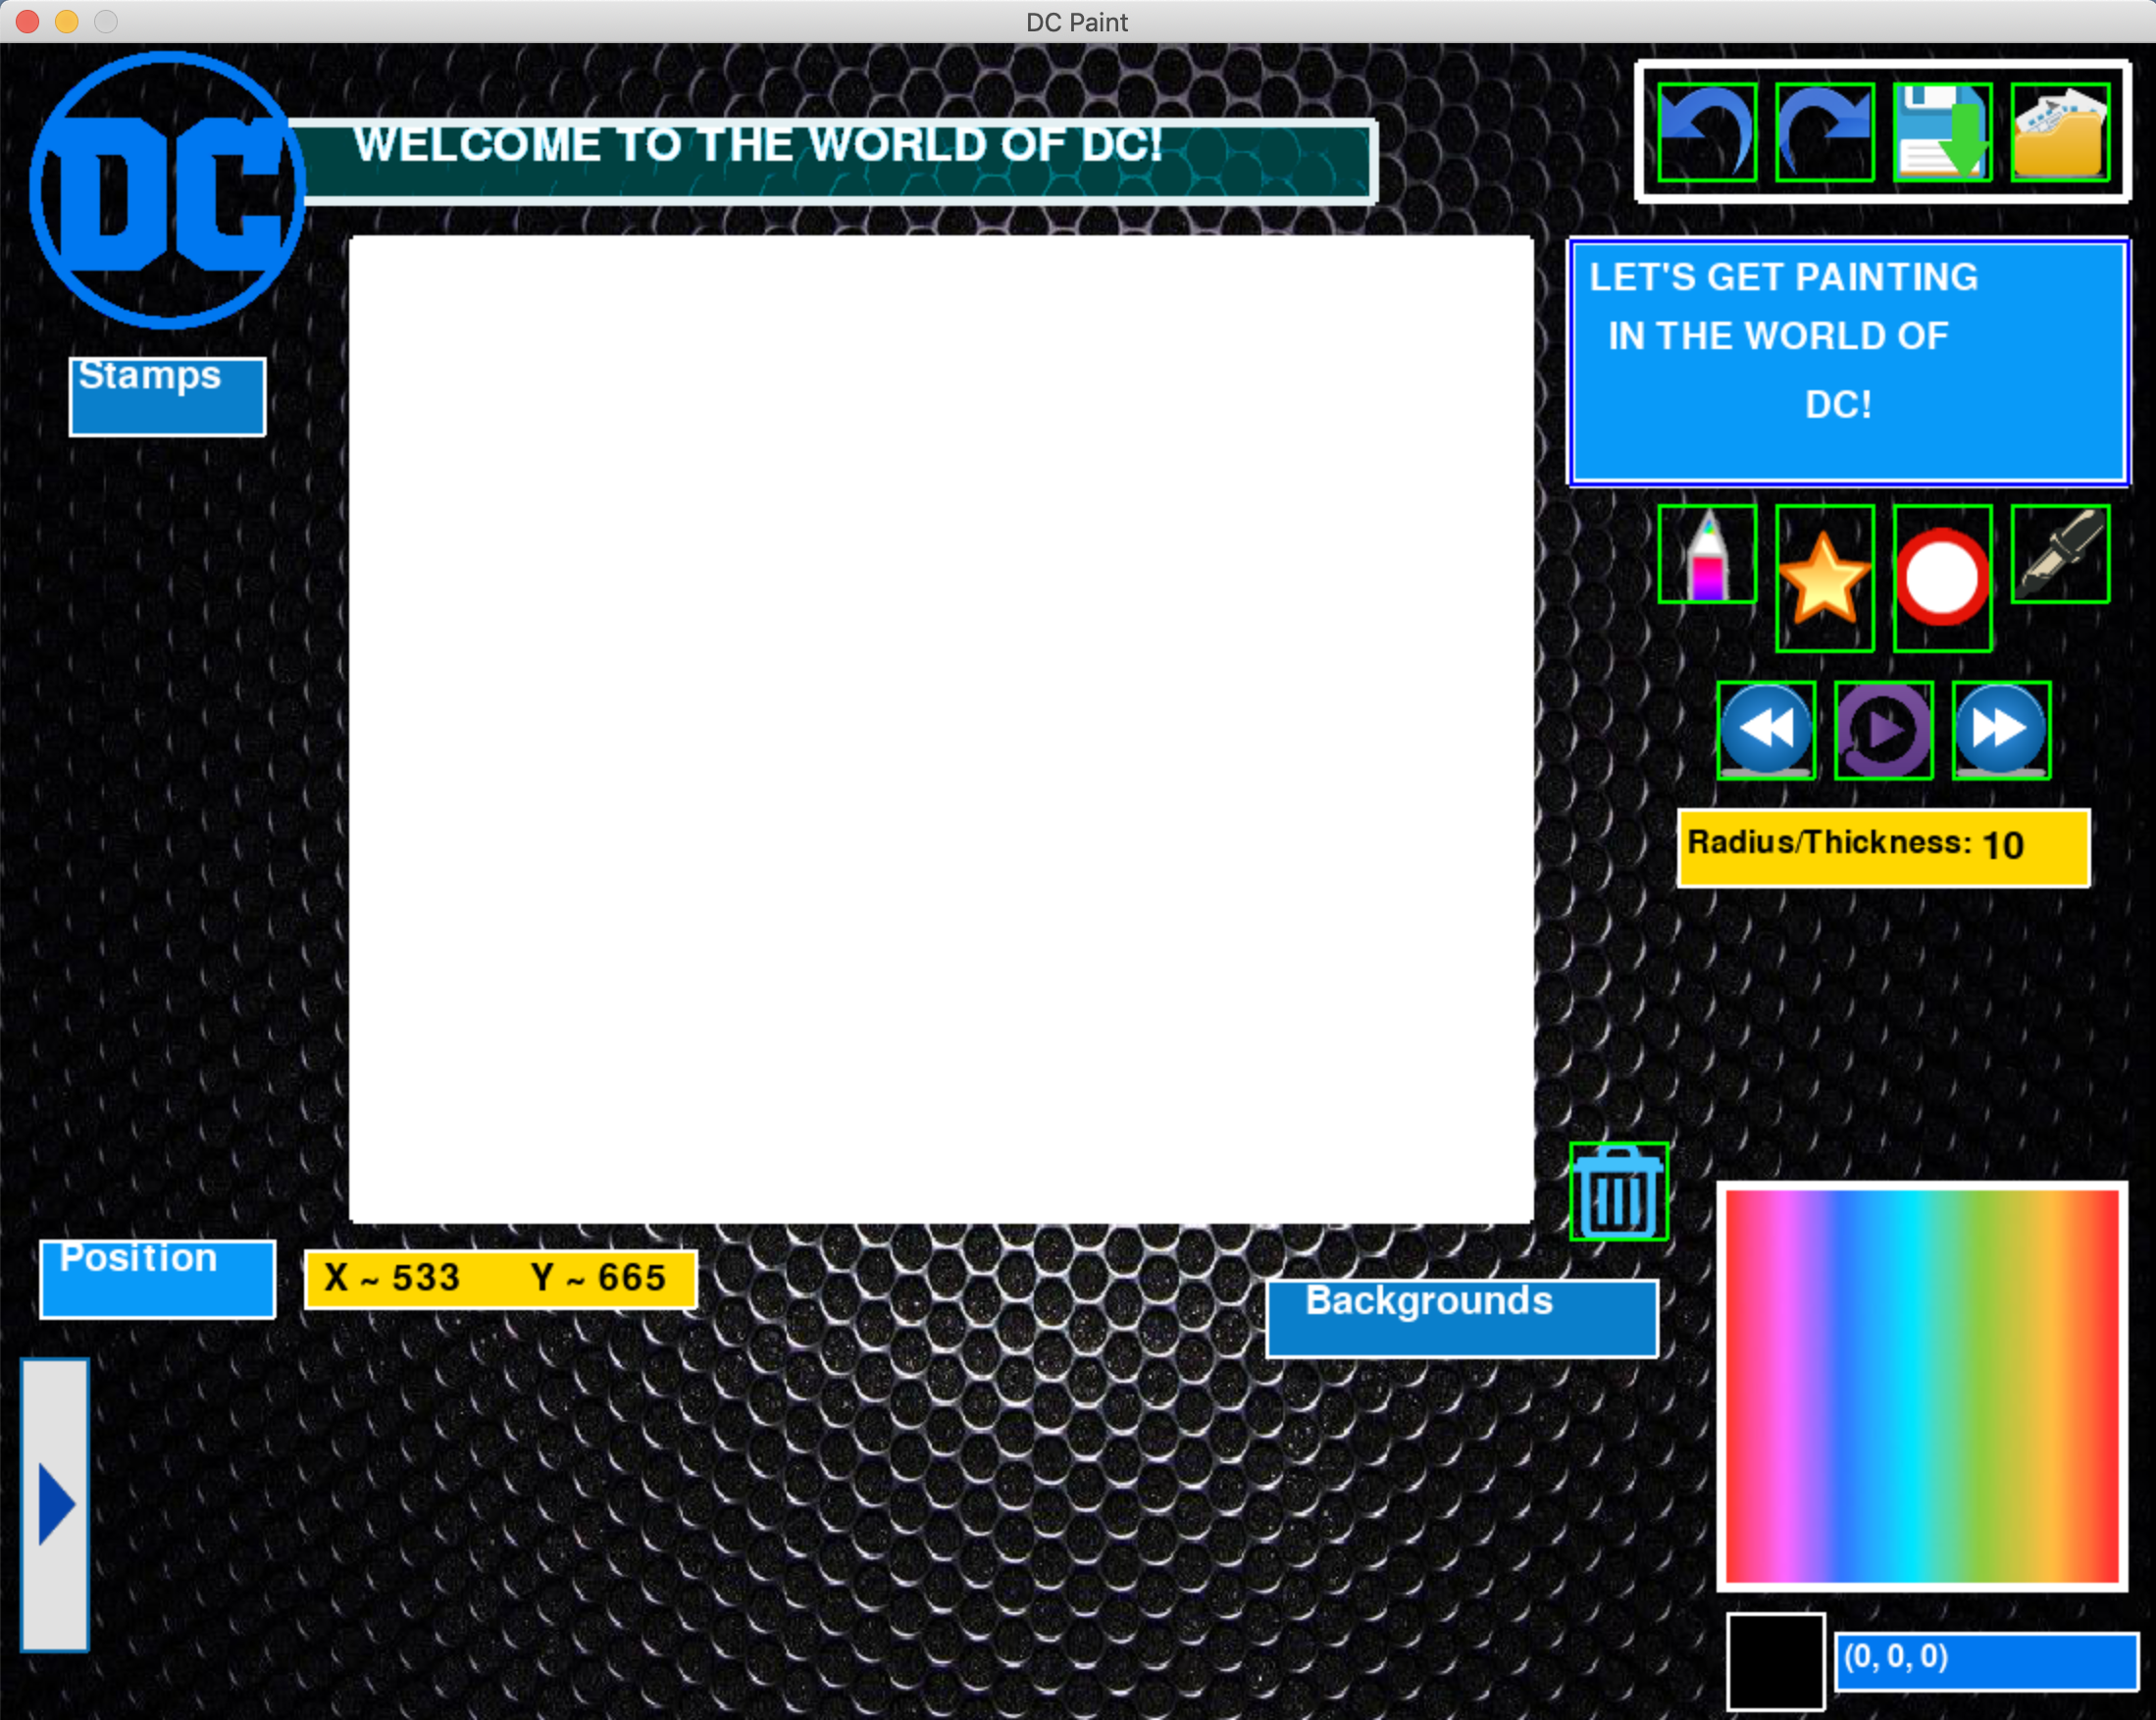 DC Paint
DC
WELCOME TO THE WORLD OF DC!
LET'S GET PAINTING
IN THE WORLD OF
DC!
Stamps
Radius/Thickness: 10
Position
X ~ 533 Y ~ 665
Backgrounds
(0, 0, 0)